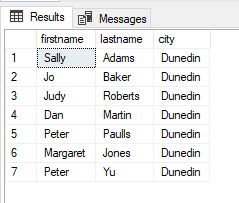 Results Messages
firstname lastname city
1 Sally Adams Dunedin
2 Jo Baker Dunedin
3 Judy Roberts Dunedin
4 Dan Martin Dunedin
5 Peter Paulls Dunedin
6 Margaret Jones Dunedin
7 Peter Yu Dunedin